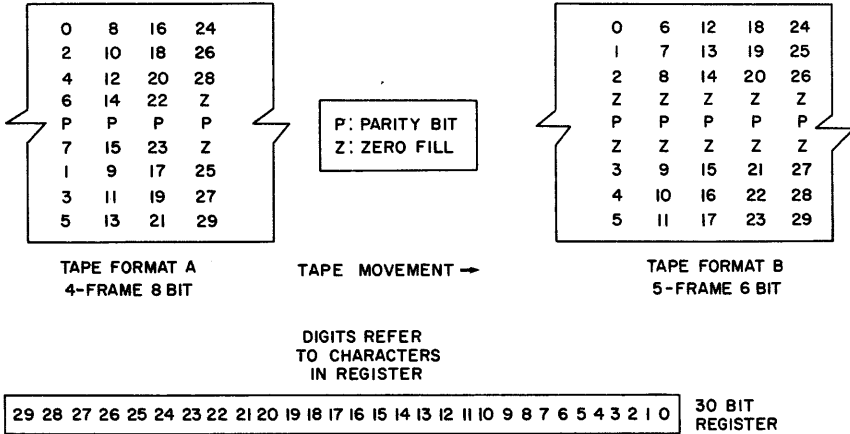 0 8 16 24
2 10 18 26
4 12 20 28
6 14 22 Z
P P P P
7 15 23 Z
1 9 17 25
3 11 19 27
5 13 21 29
TAPE FORMAT A
4-FRAME 8 BIT
P: PARITY BIT
Z: ZERO FILL
TAPE MOVEMENT →
0 6 12 18 24
1 7 13 19 25
2 8 14 20 26
Z Z Z Z Z
P P P P P
Z Z Z Z Z
3 9 15 21 27
4 10 16 22 28
5 11 17 23 29
TAPE FORMAT B
5-FRAME 6 BIT
DIGITS REFER
TO CHARACTERS
IN REGISTER
29 28 27 26 25 24 23 22 21 20 19 18 17 16 15 14 13 12 11 10 9 8 7 6 5 4 3 2 1 0
30 BIT
REGISTER